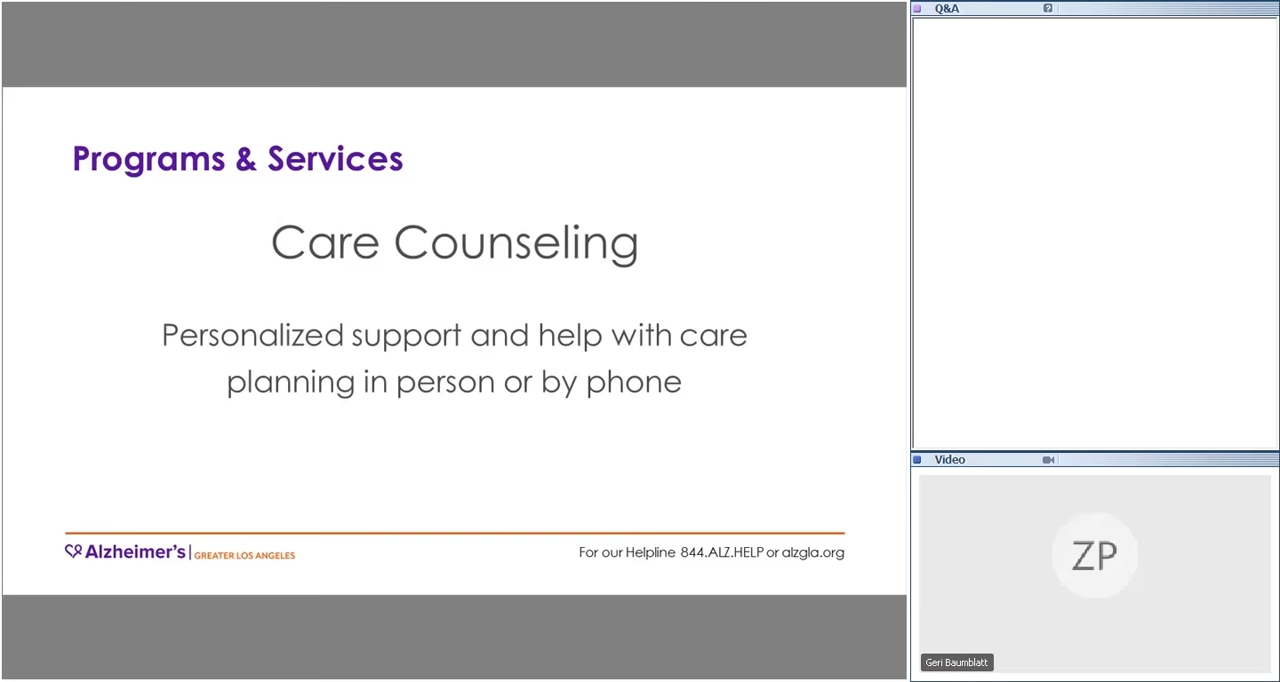 Programs & Services
Care Counseling
Personalized support and help with care
planning in person or by phone
Alzheimer's | GREATER LOS ANGELES
For our Helpline 844.ALZ.HELP or alzgla.org
Q&A
?
Video
ZP
Geri Baumblatt